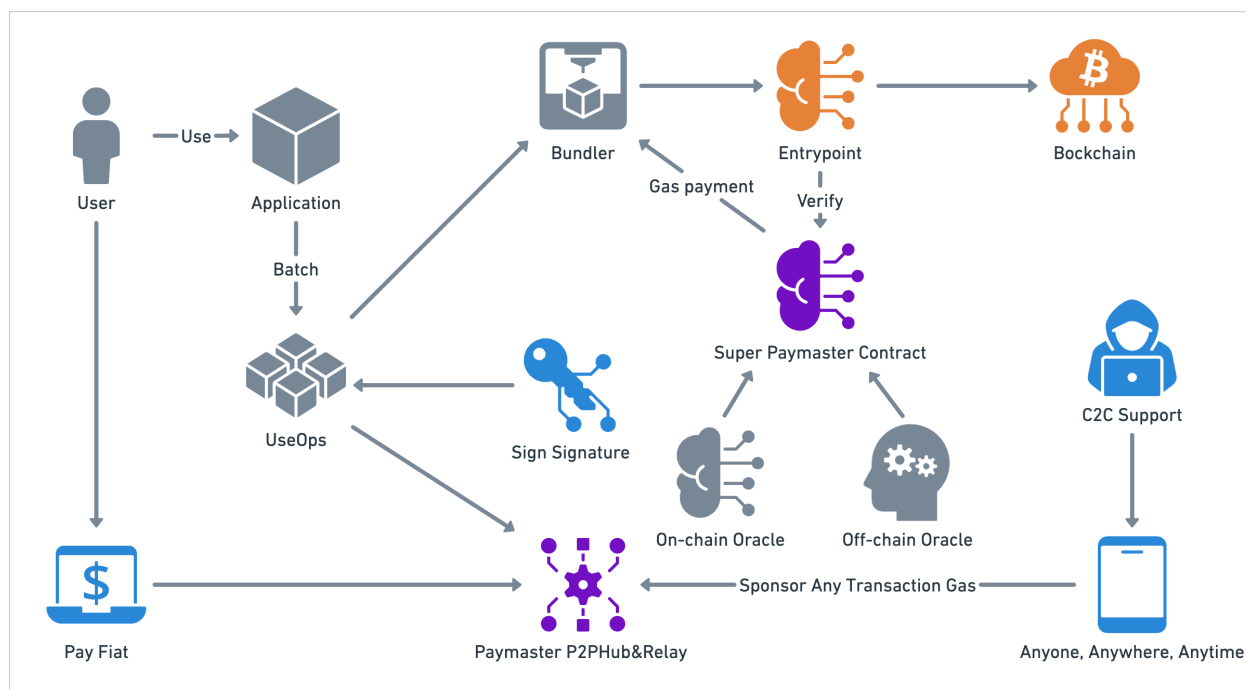 Bundler
Entrypoint
Bockchain
Use
User
Application
Gas payment
Verify
Batch
Super Paymaster Contract
C2C Support
UseOps
Sign Signature
On-chain Oracle
Off-chain Oracle
$
Sponsor Any Transaction Gas
Pay Fiat
Paymaster P2PHub&Relay
Anyone, Anywhere, Anytime